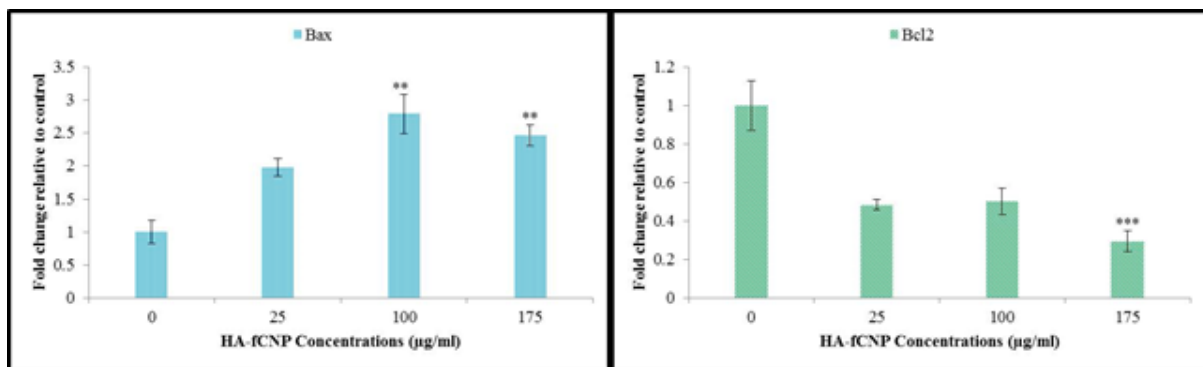 Bax
Fold change relative to control
3.5
3
2.5
2
1.5
1
0.5
0
**
**
0 25 100 175
HA-fCNP Concentrations (µg/ml)
Bcl2
Fold change relative to control
1.2
1
0.8
0.6
0.4
0.2
0
***
0 25 100 175
HA-fCNP Concentrations (µg/ml)